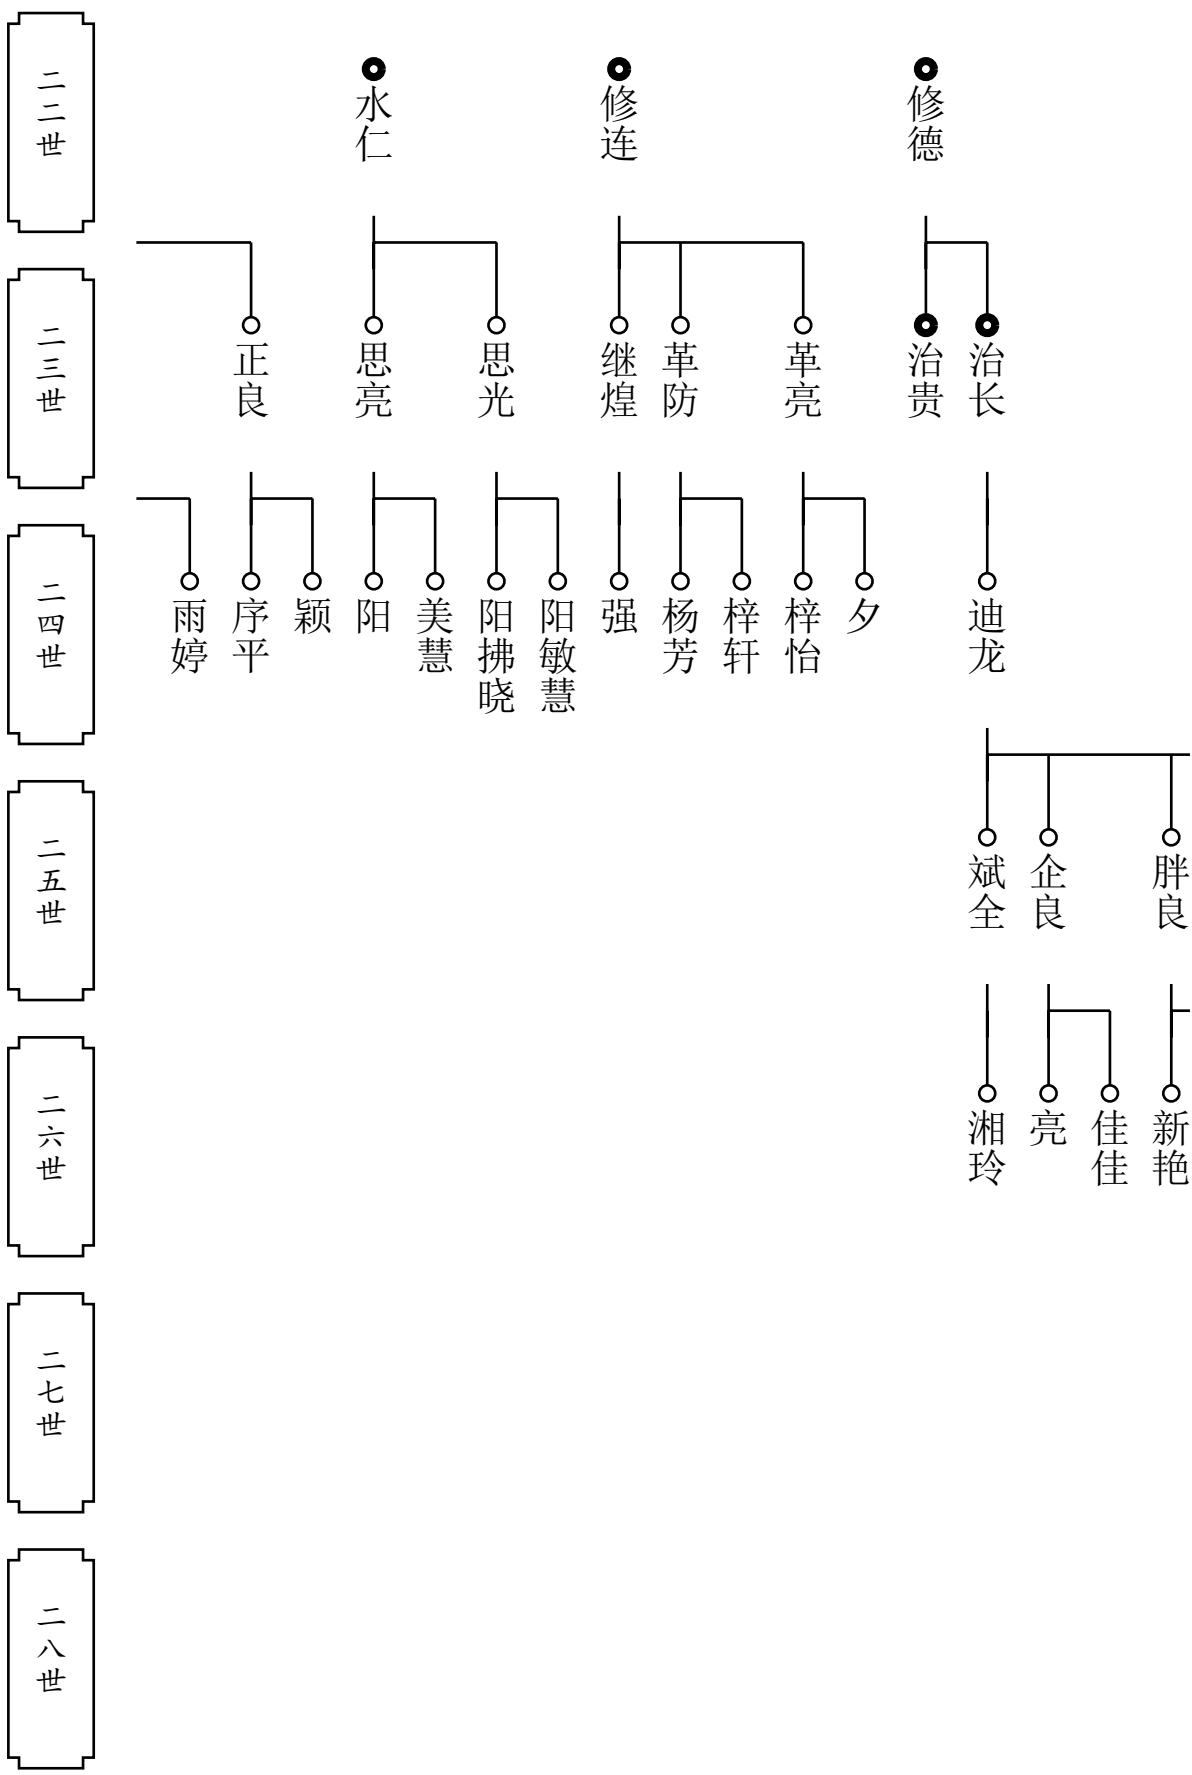 二二世
水仁
修连
修德
二三世
正良
思亮
思光
继煌
革防
革亮
治贵
治长
二四世
雨婷
序平
颖
阳
美慧
阳拂晓
阳敏慧
强
杨芳
梓轩
梓怡
夕
迪龙
二五世
斌全
企良
胖良
二六世
湘玲
亮
佳佳
新艳
二七世
二八世